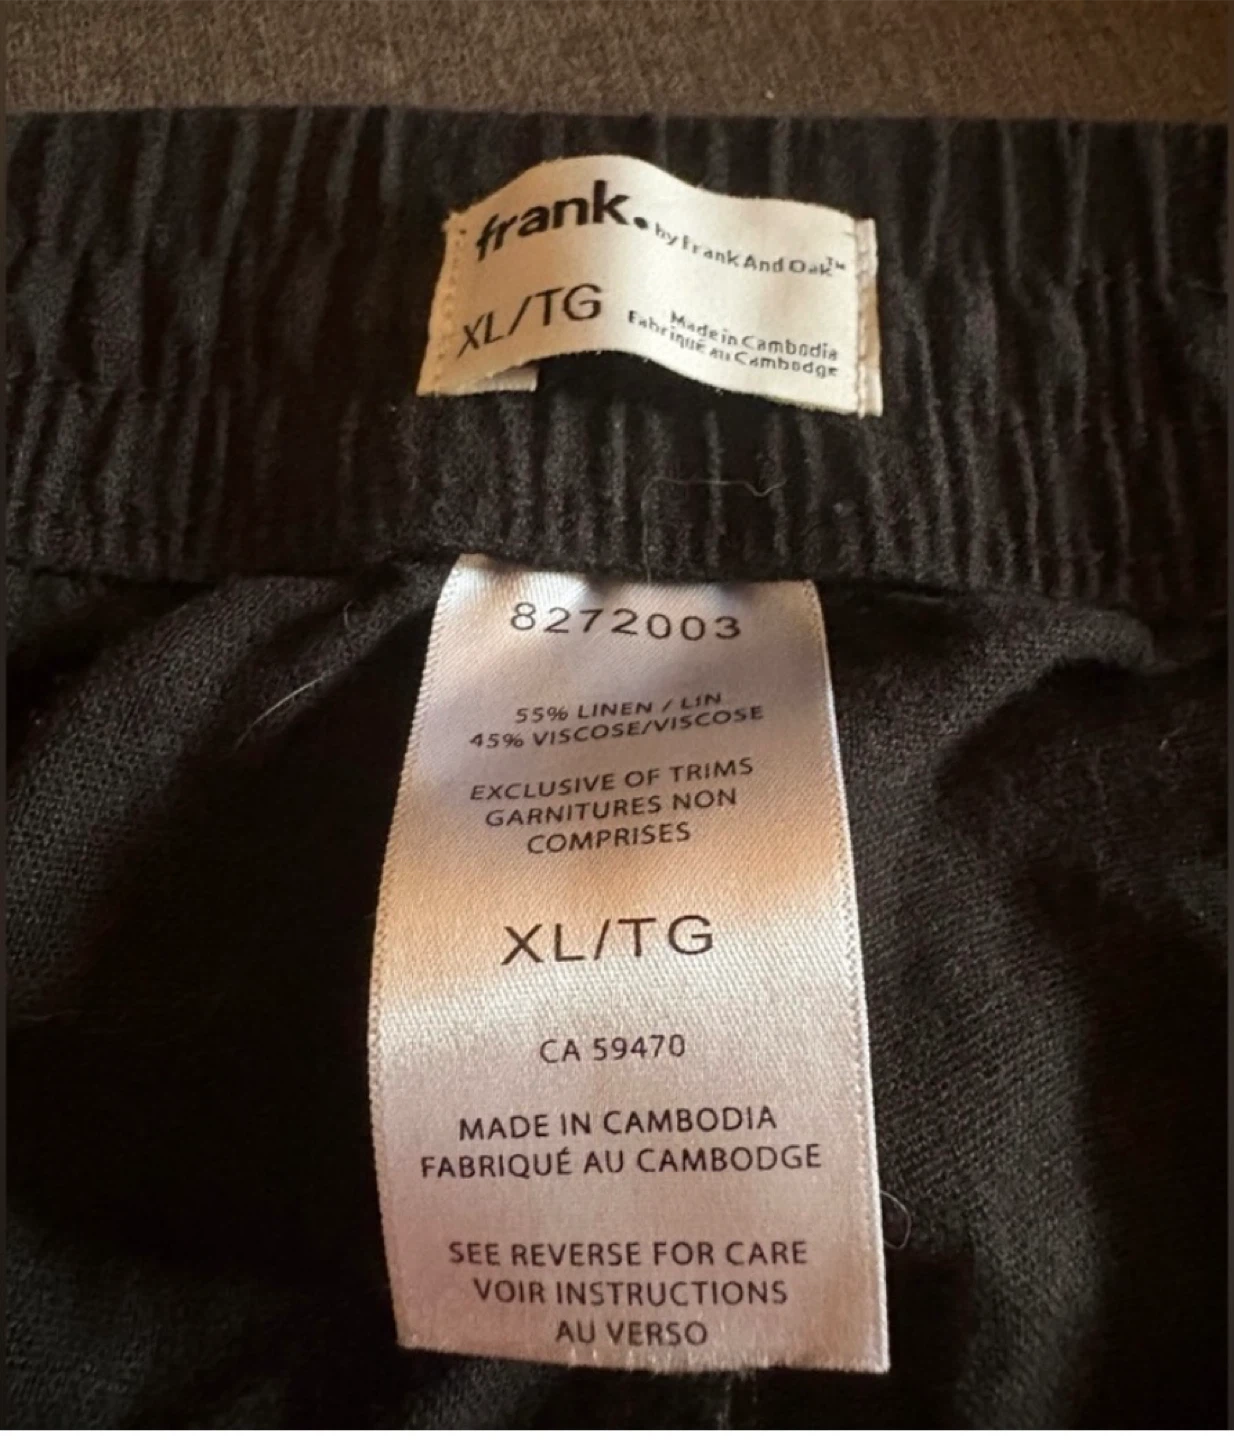 frank. by Frank And Oak™
XL/TG
Made in Cambodia
Fabriqué au Cambodge
8272003
55% LINEN / LIN
45% VISCOSE/VISCOSE
EXCLUSIVE OF TRIMS
GARNITURES NON
COMPRISES
XL/TG
CA 59470
MADE IN CAMBODIA
FABRIQUÉ AU CAMBODGE
SEE REVERSE FOR CARE
VOIR INSTRUCTIONS
AU VERSO